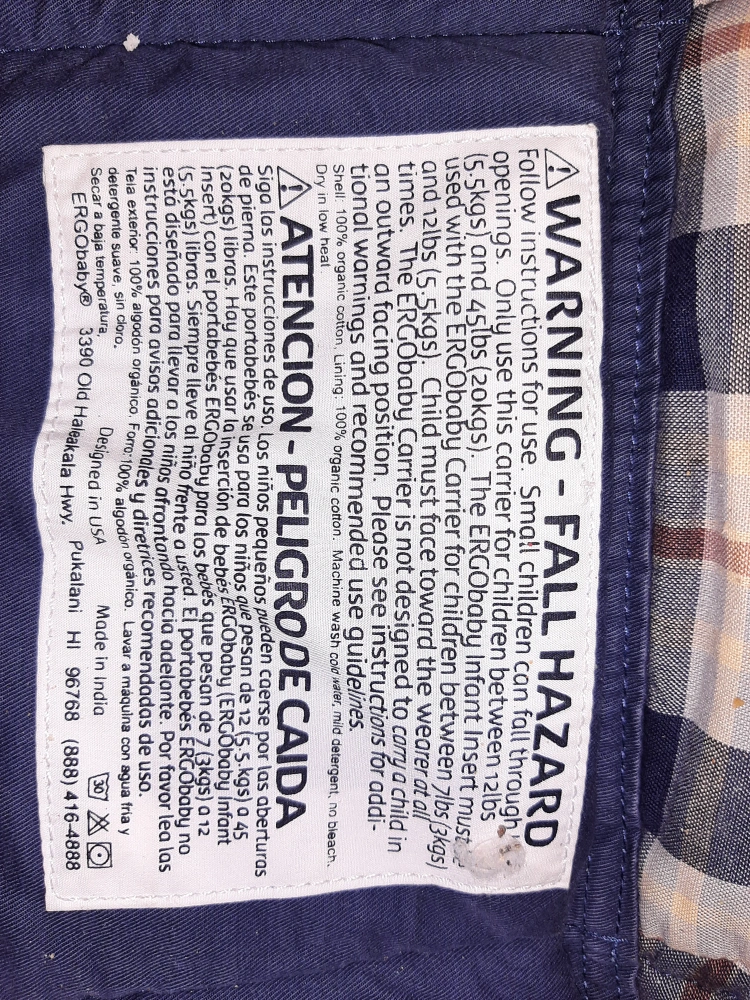 ⚠ WARNING - FALL HAZARD
Follow instructions for use. Small children can fall through
openings. Only use this carrier for children between 12lbs
(5.5kgs) and 45lbs (20kgs). The ERGObaby Infant Insert must
used with the ERGObaby Carrier for children between 7lbs (3kgs)
and 12lbs (5.5kgs). Child must face toward the wearer at all
times. The ERGObaby Carrier is not designed to carry a child in
an outward facing position. Please see instructions for addi-
tional warnings and recommended use guidelines.
Shell: 100% organic cotton, Lining: 100% organic cotton. Machine wash cold water, mild detergent, no bleach.
Dry in low heat
⚠ ATENCION - PELIGRO DE CAIDA
Siga las instrucciones de uso. Los niños pequeños pueden caerse por las aberturas
de pierna. Este portabebés se usa para los niños que pesan de 12 (5.5-kgs) a 45
(20kgs) libras. Hay que usar la inserción de bebés ERGObaby (ERGObaby Infant
Insert) con el portabebés ERGObaby para los bebés que pesan de 7 (3kgs) a 12
(5.5kgs) libras. Siempre lleve al niño frente a usted. El portabebés ERGObaby no
está diseñado para llevar a los niños afrontando hacia adelante. Por favor lea las
instrucciones para avisos adicionales y directrices recomendadas de uso.
Tela exterior: 100% algodón orgánico, Forro: 100% algodon orgánico. Lavar a máquina con agua fria y
detergente suave, sin cloro.
Secar a baja temperatura, Designed in USA Made in India
ERGObaby® 3390 Old Haleakala Hwy. Pukalani HI 96768 (888) 416-4888
30